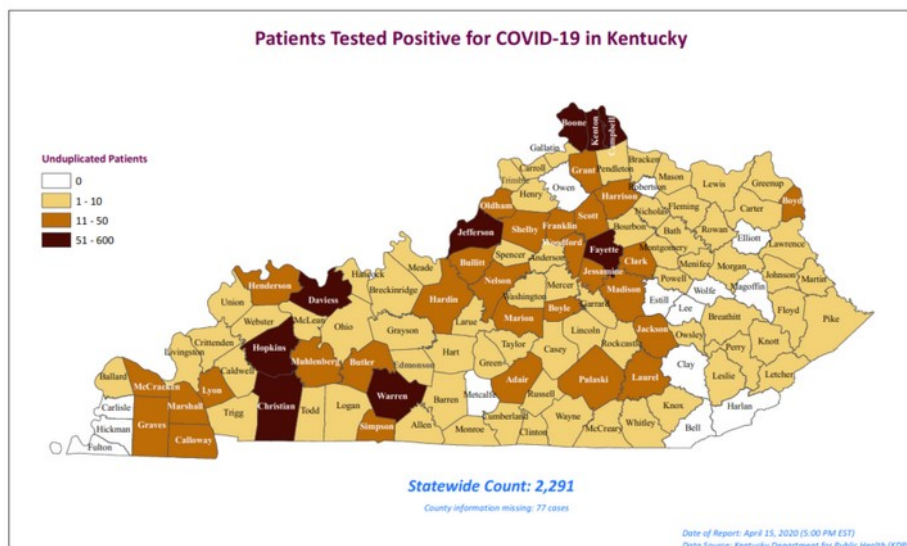 Patients Tested Positive for COVID-19 in Kentucky
Unduplicated Patients
0
1 - 10
11 - 50
51 - 600
Boone
Kenton
Campbell
Gallatin
Carroll
Trimble
Owen
Grant
Pendleton
Bracken
Robertson
Mason
Lewis
Greenup
Boyd
Henry
Oldham
Harrison
Nicholas
Fleming
Carter
Jefferson
Shelby
Franklin
Scott
Bourbon
Bath
Rowan
Elliott
Lawrence
Woodford
Fayette
Montgomery
Bullitt
Spencer
Anderson
Jessamine
Clark
Menifee
Morgan
Johnson
Martin
Meade
Hancock
Breckinridge
Nelson
Mercer
Madison
Powell
Wolfe
Magoffin
Henderson
Daviess
Union
Hardin
Washington
Boyle
Garrard
Estill
Lee
Breathitt
Floyd
Pike
Webster
McLean
Ohio
Grayson
Larue
Marion
Lincoln
Jackson
Owsley
Knott
Perry
Crittenden
Hopkins
Livingston
Caldwell
Muhlenberg
Butler
Edmonson
Hart
Green
Taylor
Casey
Rockcastle
Clay
Leslie
Letcher
Ballard
McCracken
Lyon
Carlisle
Marshall
Trigg
Christian
Todd
Logan
Warren
Barren
Metcalfe
Adair
Russell
Pulaski
Laurel
Knox
Harlan
Hickman
Graves
Calloway
Fulton
Simpson
Allen
Monroe
Cumberland
Clinton
Wayne
McCreary
Whitley
Bell
Statewide Count: 2,291
County information missing: 77 cases
Date of Report: April 15, 2020 (5:00 PM EST)
Data Source: Kentucky Department for Public Health